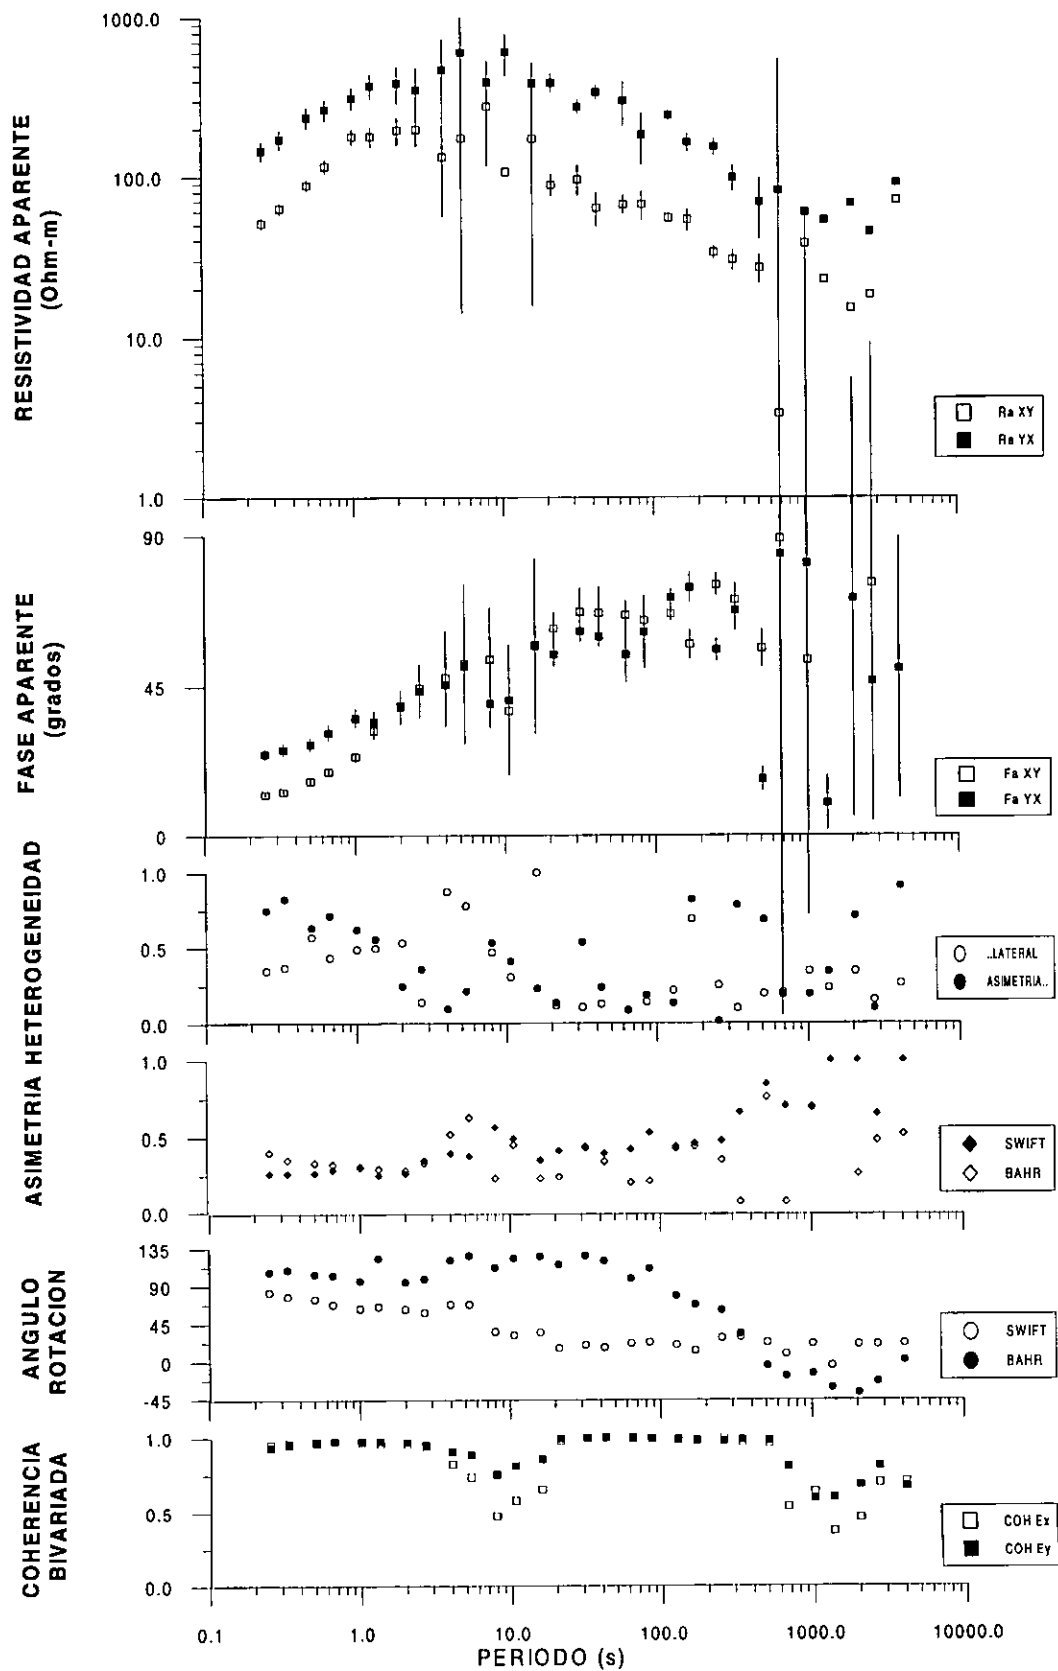 RESISTIVIDAD APARENTE
(Ohm-m)
1000.0
100.0
10.0
1.0
Ra XY
Ra YX
FASE APARENTE
(grados)
90
45
0
Fa XY
Fa YX
ASIMETRIA HETEROGENEIDAD
1.0
0.5
0.0
..LATERAL
ASIMETRIA..
1.0
0.5
0.0
SWIFT
BAHR
ANGULO
ROTACION
135
90
45
0
-45
SWIFT
BAHR
COHERENCIA
BIVARIADA
1.0
0.5
0.0
COH Ex
COH Ey
0.1
1.0
10.0
100.0
1000.0
10000.0
PERIODO (s)